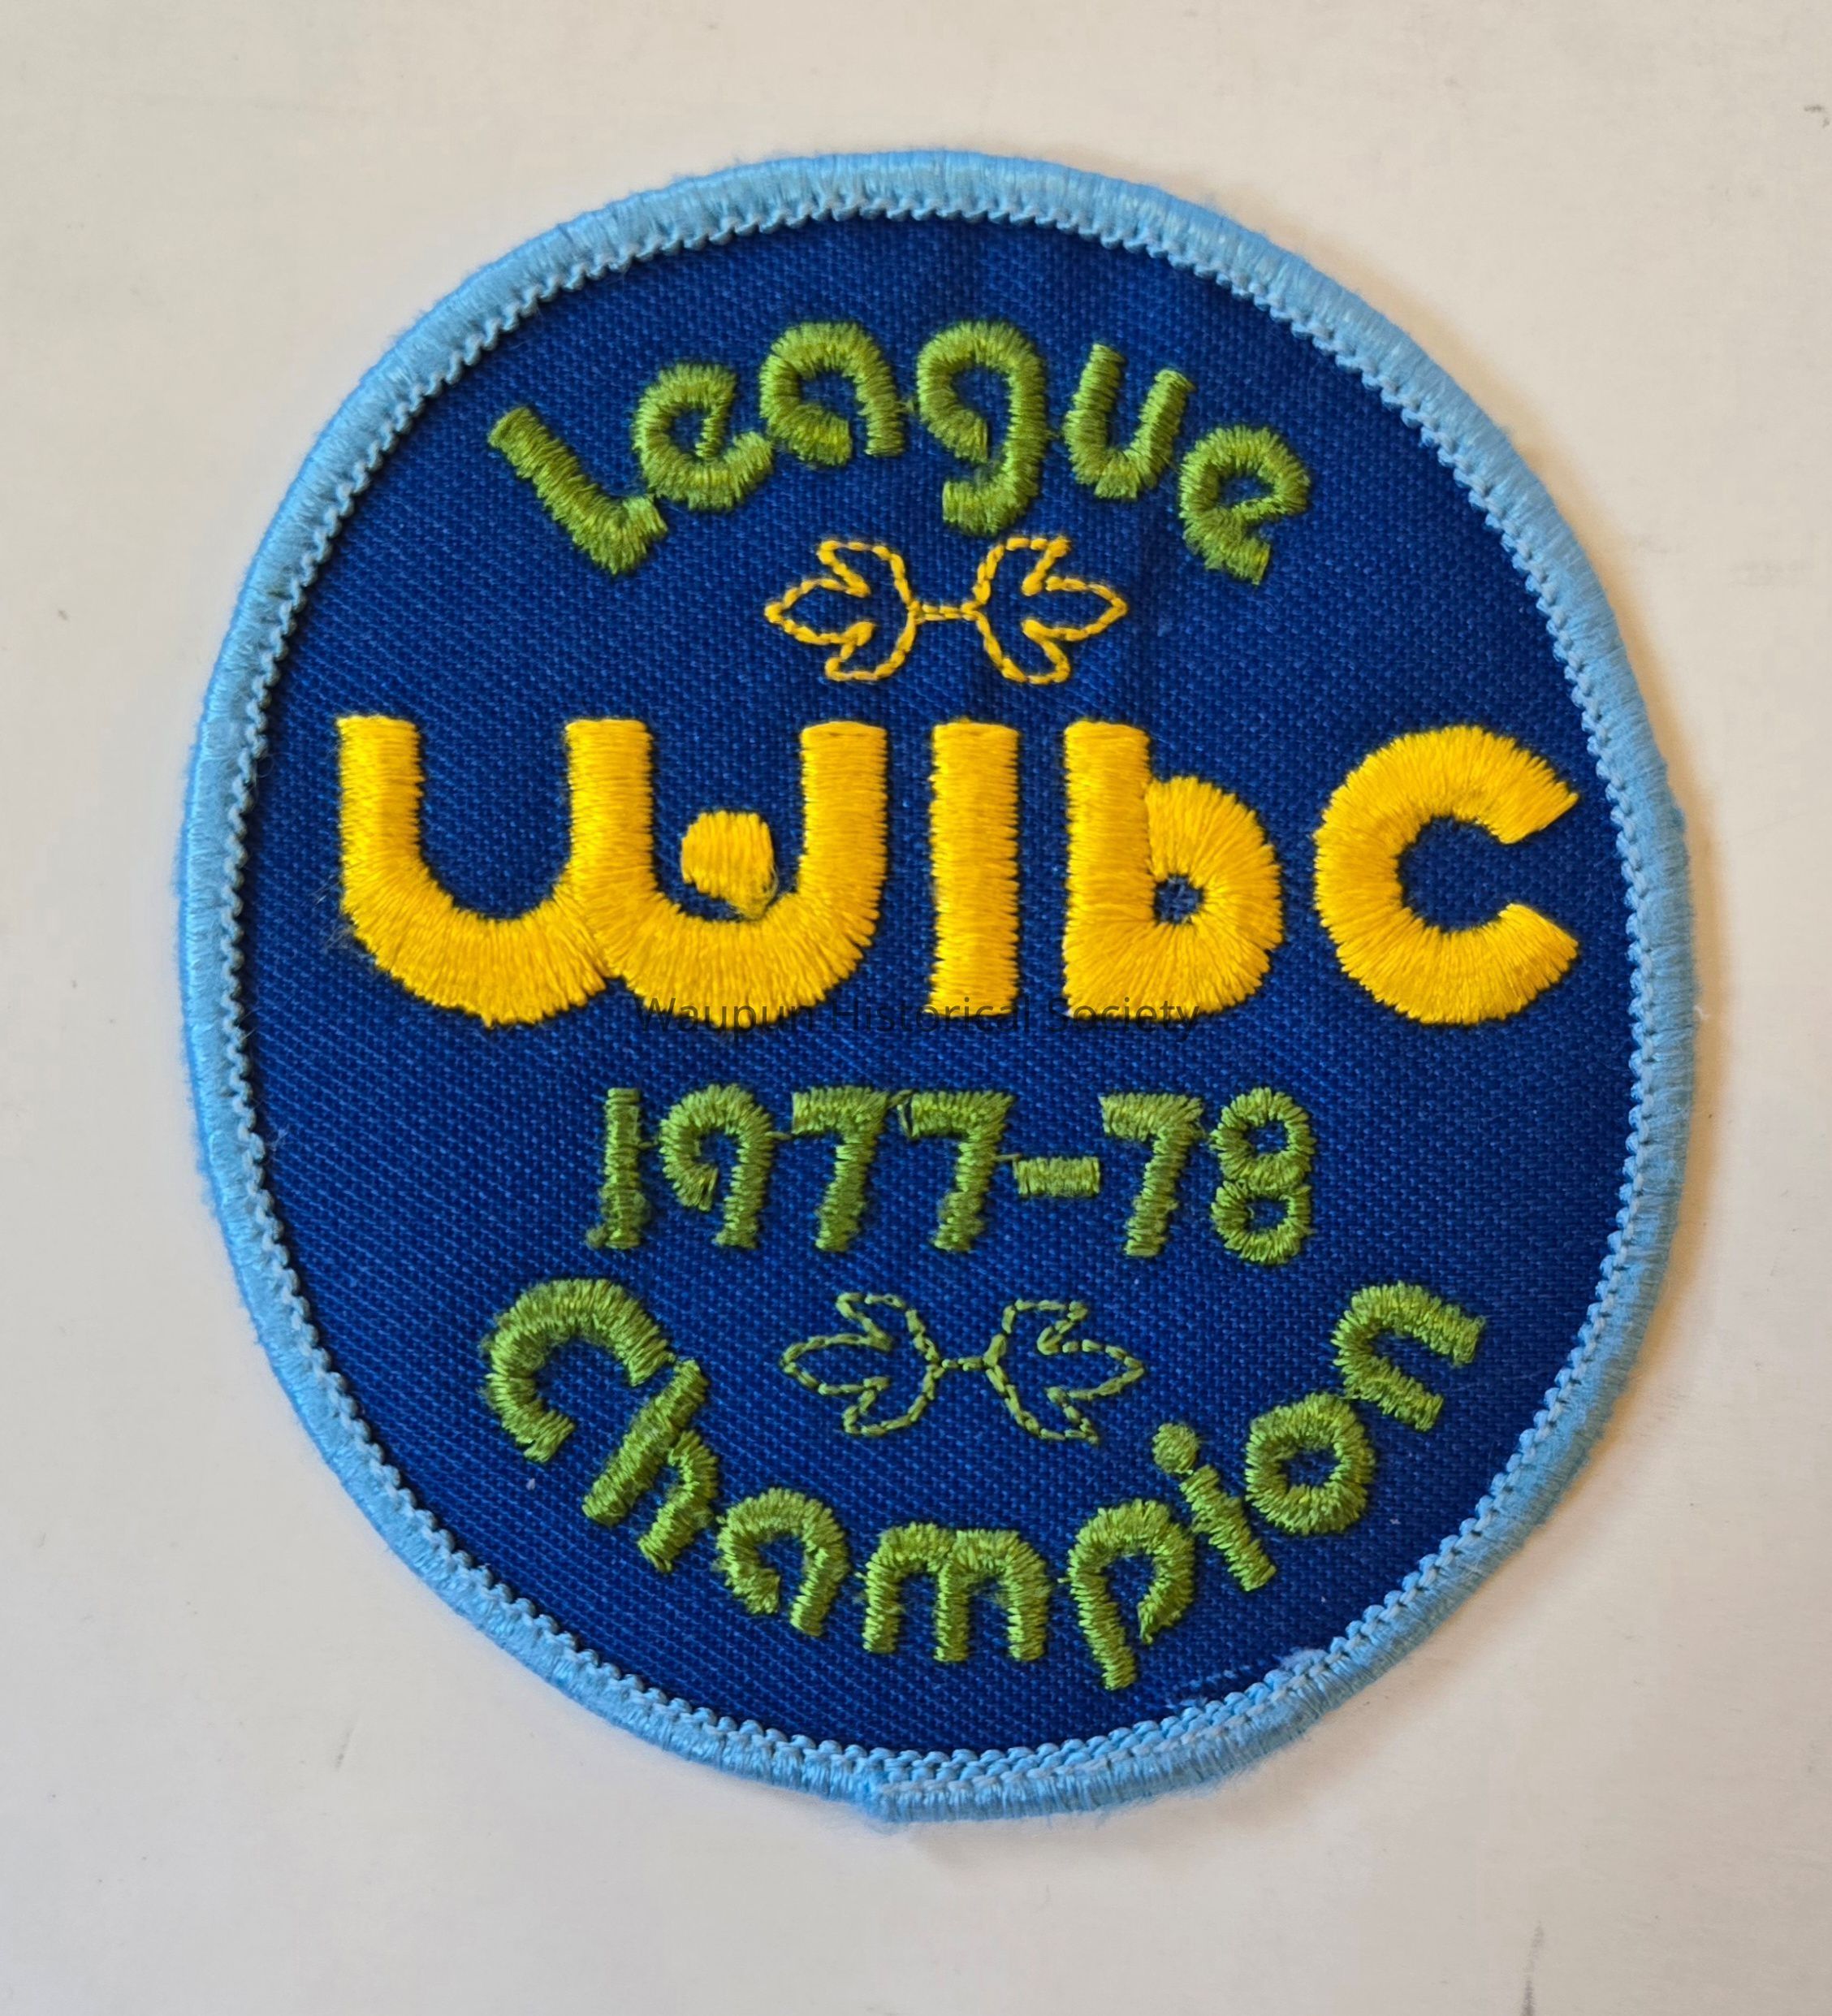 League
WIbC
Waupun Historical Society
1977-78
Champion